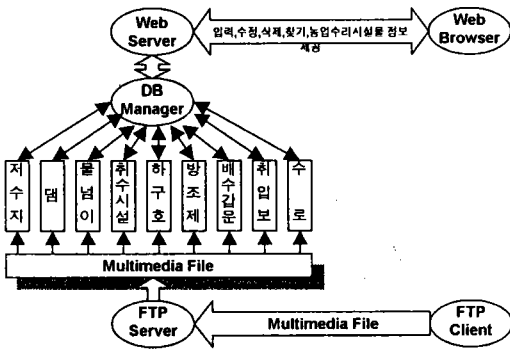 Web
Server
입력,수정,삭제,찾기,농업수리시설물 정보
제공
Web
Browser
DB
Manager
저수지
댐
물넘이
취수시설
하구호
방조제
배수갑문
취입보
수로
Multimedia File
FTP
Server
Multimedia File
FTP
Client